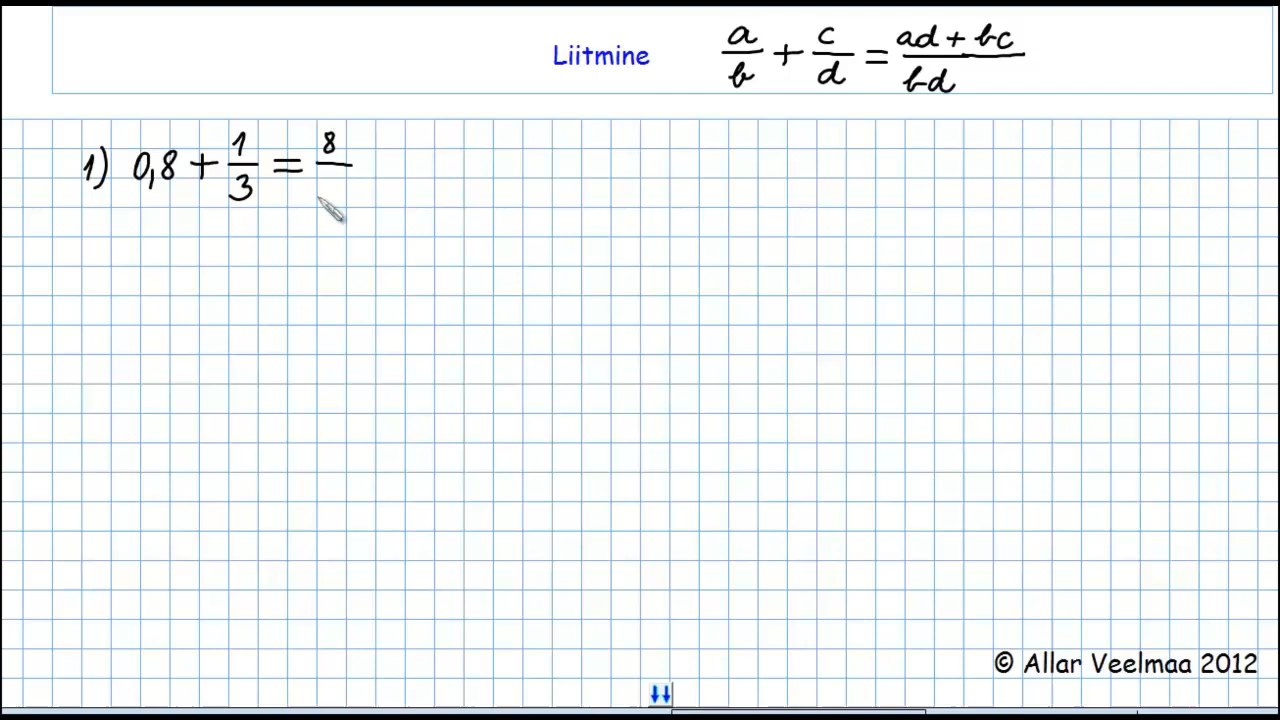 Liitmine a/b + c/d = (ad + bc)/bd
1) 0,8 + 1/3 = 8/
© Allar Veelmaa 2012